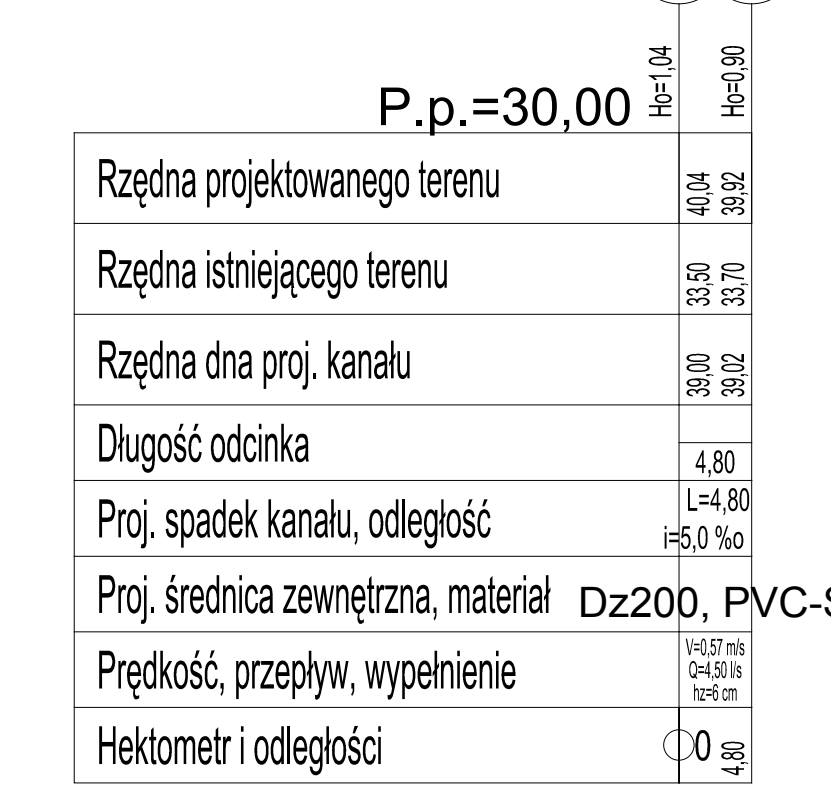 Ho=1,04
Ho=0,90
P.p.=30,00
Rzędna projektowanego terenu
40,04
39,92
Rzędna istniejącego terenu
33,50
33,70
Rzędna dna proj. kanału
39,00
39,02
Długość odcinka
4,80
Proj. spadek kanału, odległość
L=4,80
i=5,0 %o
Proj. średnica zewnętrzna, materiał
Dz200, PVC-S
Prędkość, przepływ, wypełnienie
V=0,57 m/s
Q=4,50 l/s
hz=6 cm
Hektometr i odległości
0
4,80